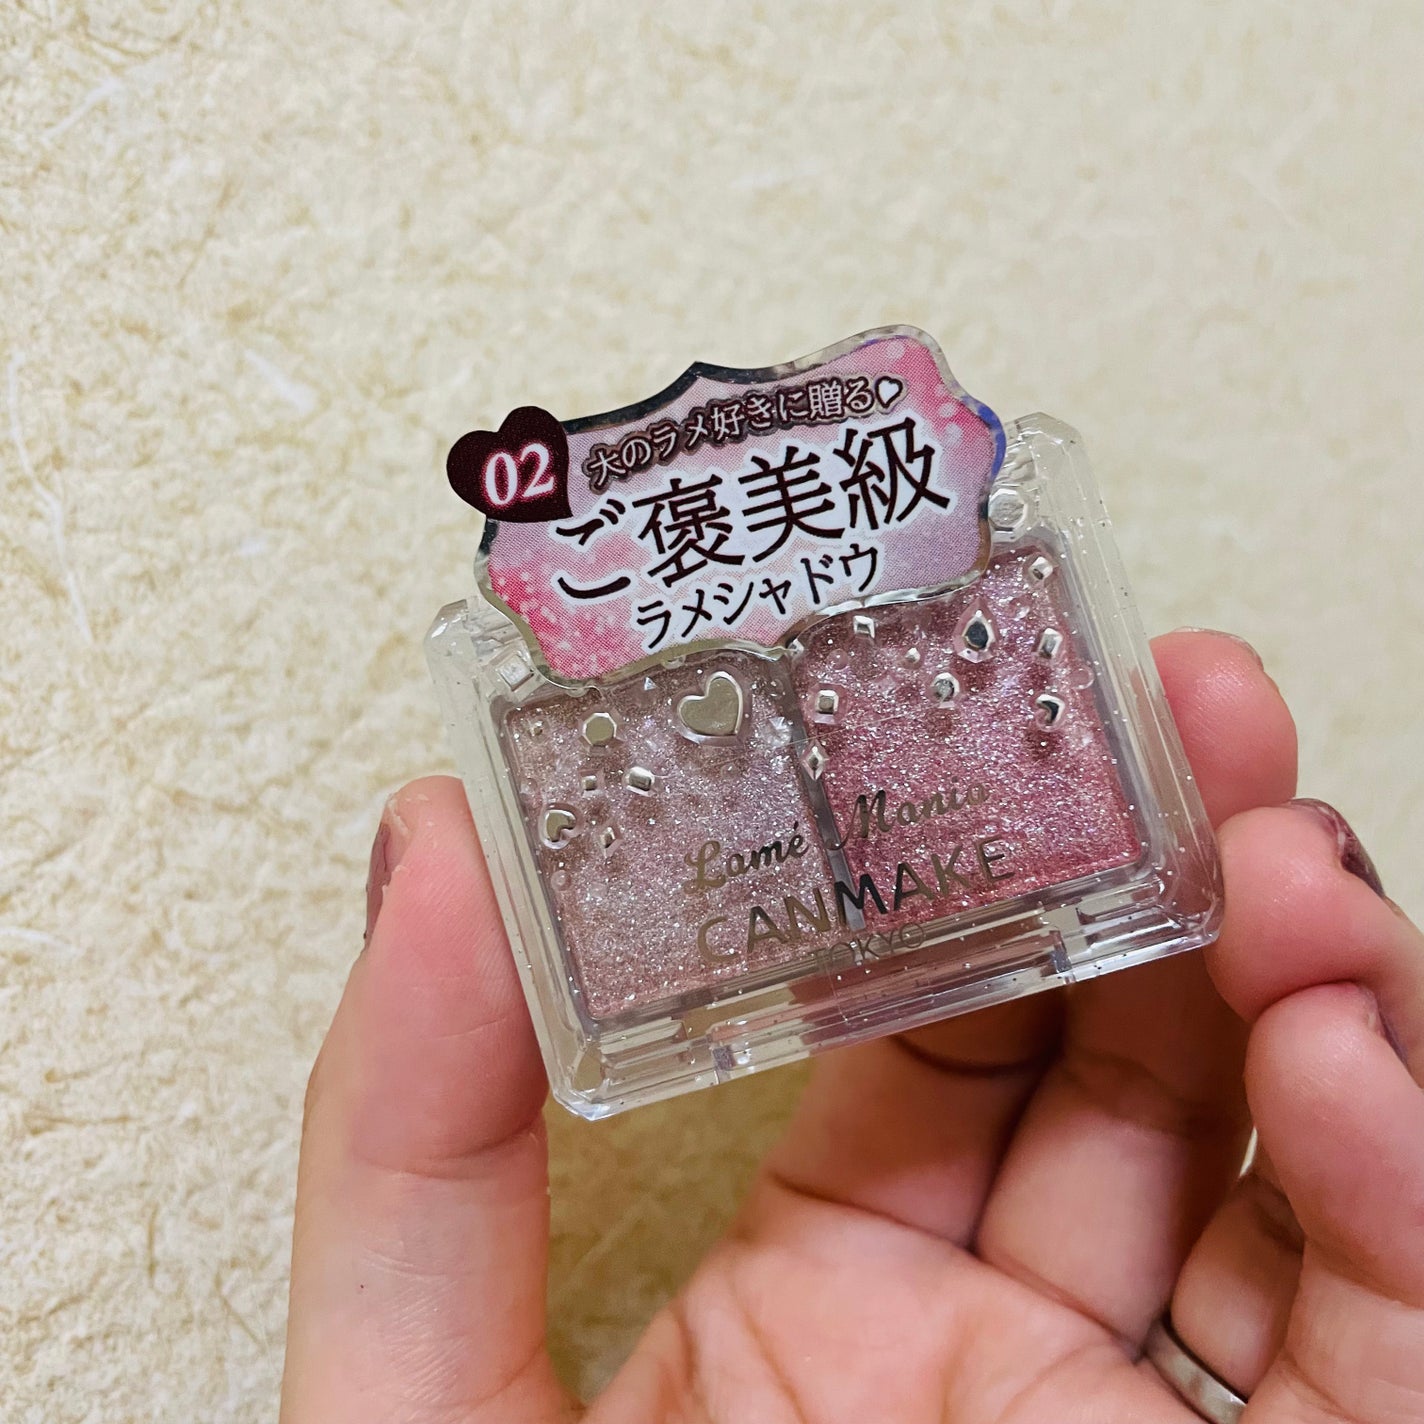 02
大のラメ好きに贈る♡
ご褒美級
ラメシャドウ
Lamé Mania
CANMAKE
TOKYO